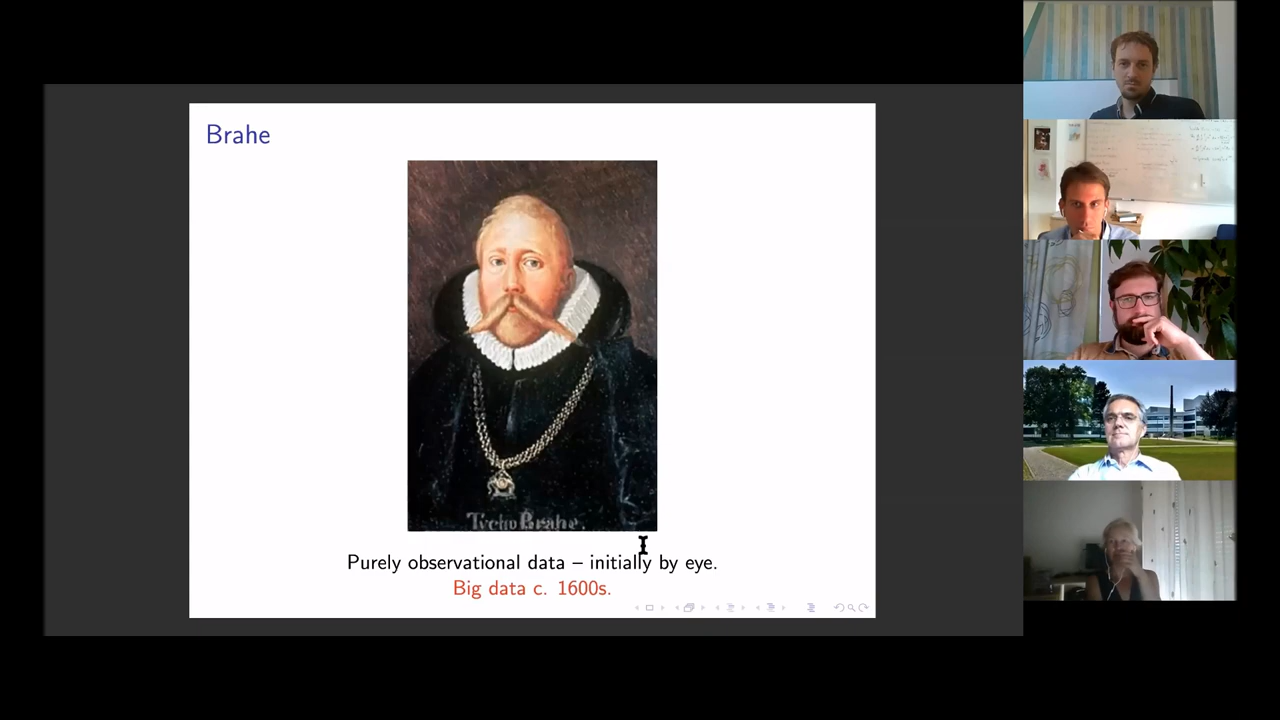 Brahe
Tycho Brahe.
Purely observational data – initially by eye.
Big data c. 1600s.